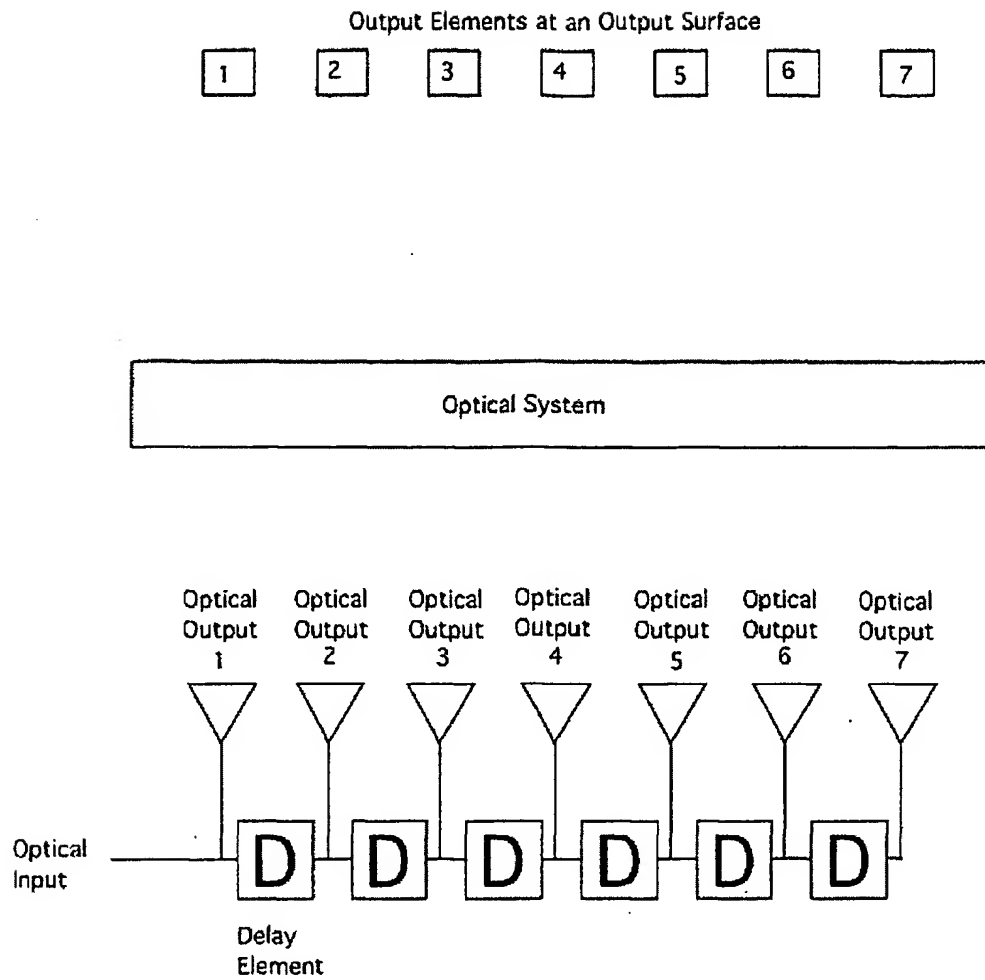 Output Elements at an Output Surface
1 2 3 4 5 6 7
Optical System
Optical Optical Optical Optical Optical Optical Optical
Output Output Output Output Output Output Output
1 2 3 4 5 6 7
Optical
Input
D D D D D D
Delay
Element